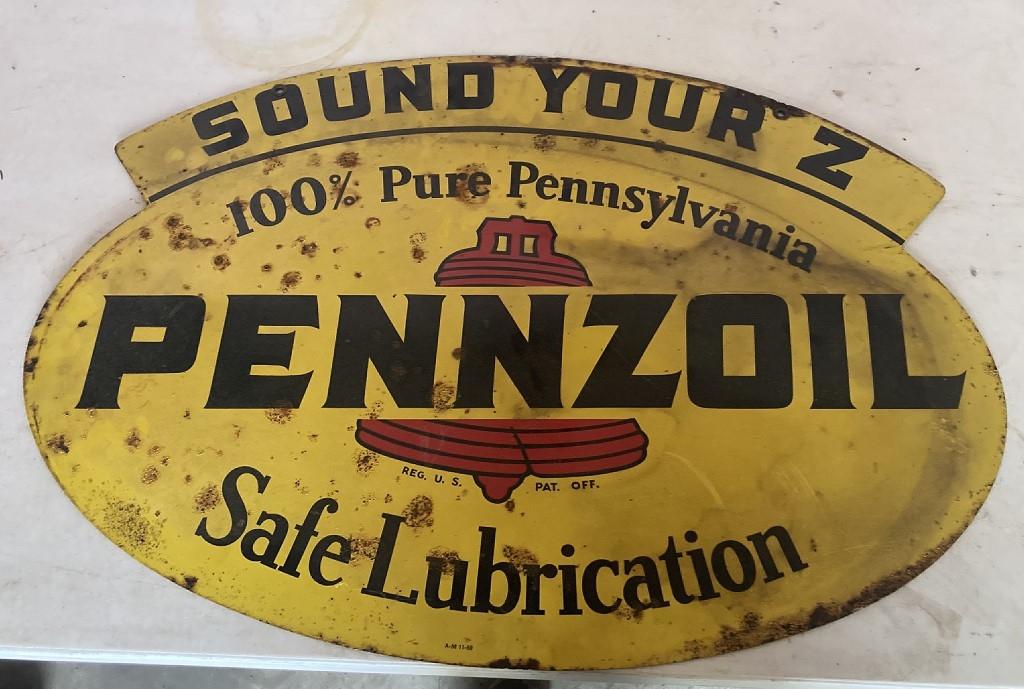 SOUND YOUR Z
100% Pure Pennsylvania
PENNZOIL
REG. U. S. PAT. OFF.
Safe Lubrication